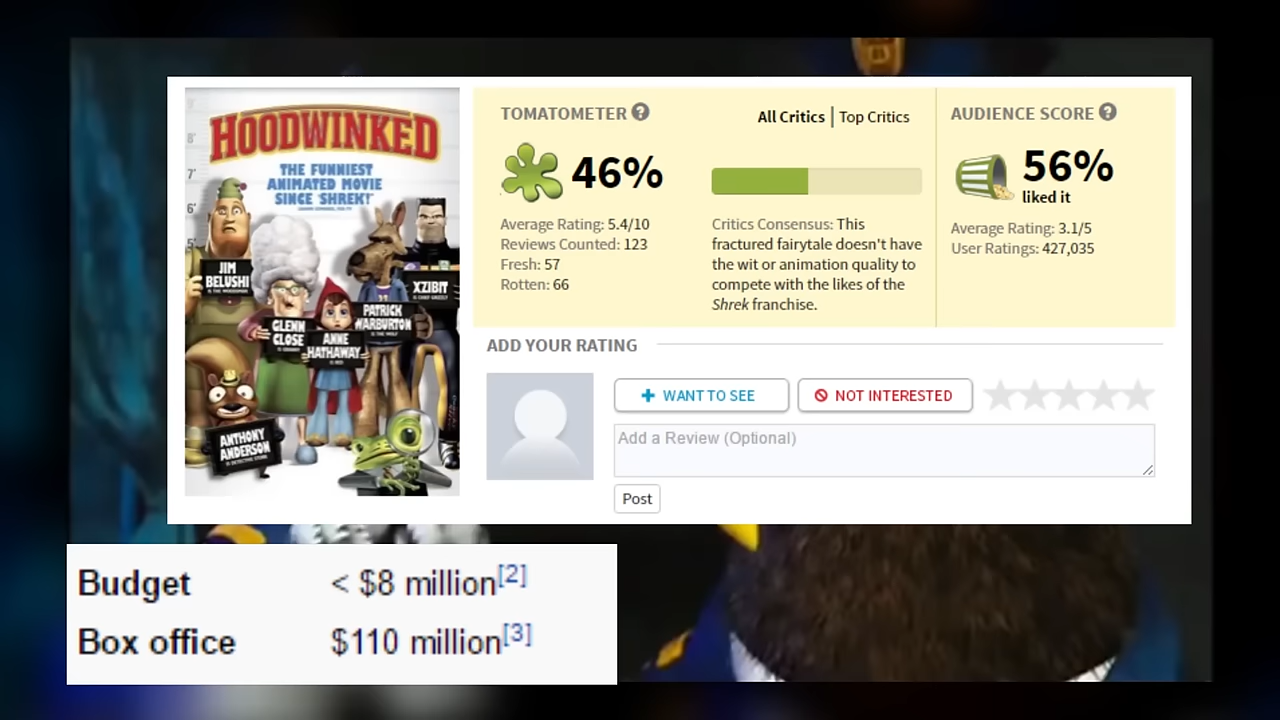 HOODWINKED
THE FUNNIEST
ANIMATED MOVIE
SINCE 'SHREK!'
7'
6'
JIM
BELUSHI
XZIBIT
PATRICK
WARBURTON
GLENN
CLOSE
ANNE
HATHAWAY
ANTHONY
ANDERSON
TOMATOMETER ?
All Critics | Top Critics
46%
Average Rating: 5.4/10
Reviews Counted: 123
Fresh: 57
Rotten: 66
Critics Consensus: This
fractured fairytale doesn't have
the wit or animation quality to
compete with the likes of the
Shrek franchise.
AUDIENCE SCORE ?
56%
liked it
Average Rating: 3.1/5
User Ratings: 427,035
ADD YOUR RATING
WANT TO SEE
NOT INTERESTED
Add a Review (Optional)
Post
Budget < $8 million[2]
Box office $110 million[3]